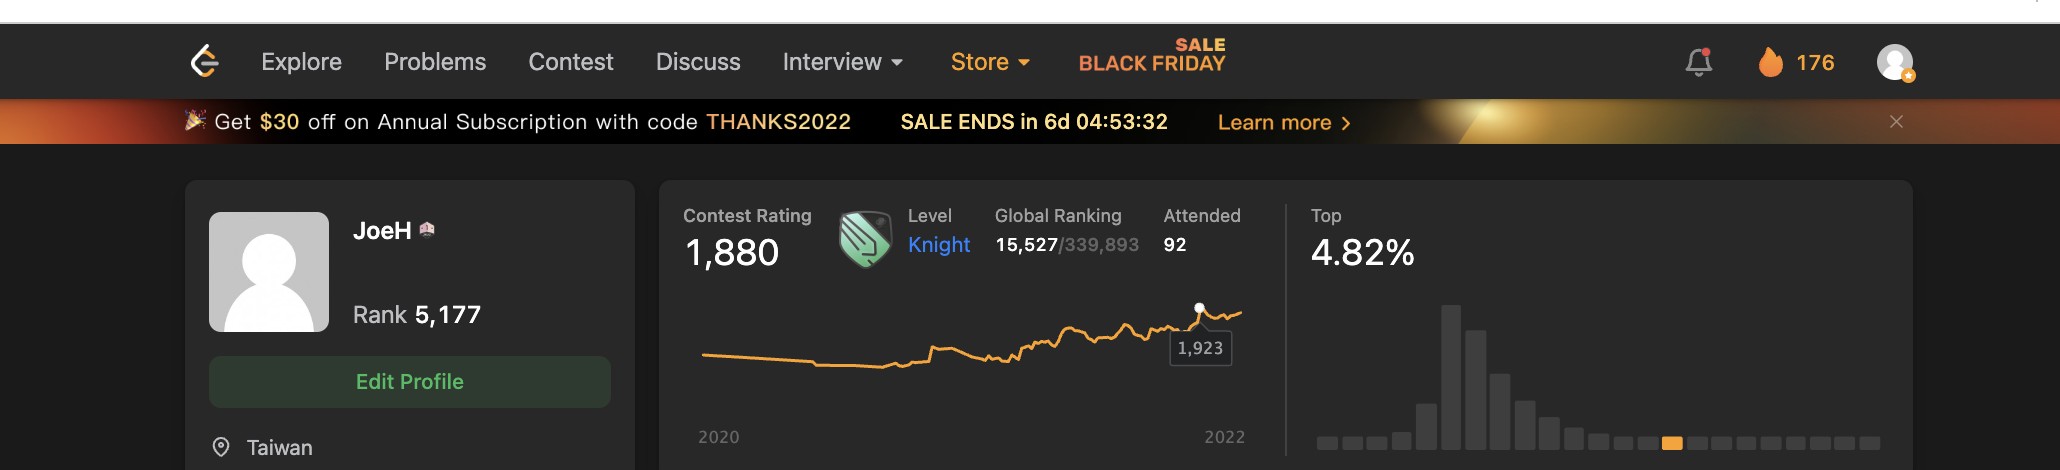 Explore Problems Contest Discuss Interview Store SALE BLACK FRIDAY 176
Get $30 off on Annual Subscription with code THANKS2022 SALE ENDS in 6d 04:53:32 Learn more
JoeH
Rank 5,177
Edit Profile
Taiwan
Contest Rating Level Global Ranking Attended
1,880 Knight 15,527/339,893 92
1,923
2020 2022
Top
4.82%